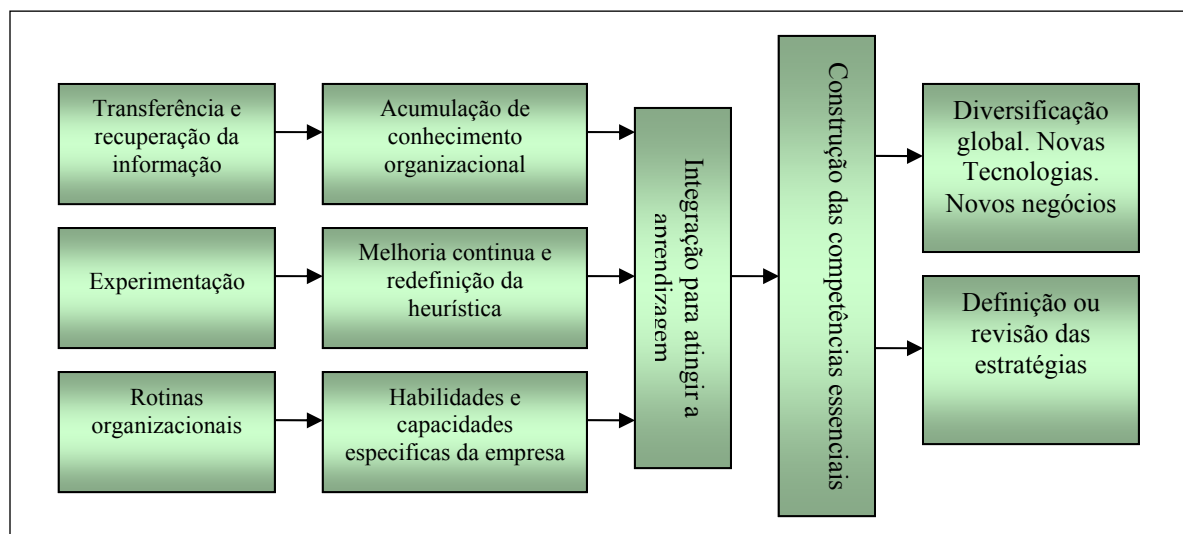 Transferência e
recuperação da
informação
Acumulação de
conhecimento
organizacional
Experimentação
Melhoria continua e
redefinição da
heurística
Rotinas
organizacionais
Habilidades e
capacidades
especificas da empresa
Integração para atingir a
aprendizagem
Construção das competências essenciais
Diversificação
global. Novas
Tecnologias.
Novos negócios
Definição ou
revisão das
estratégias